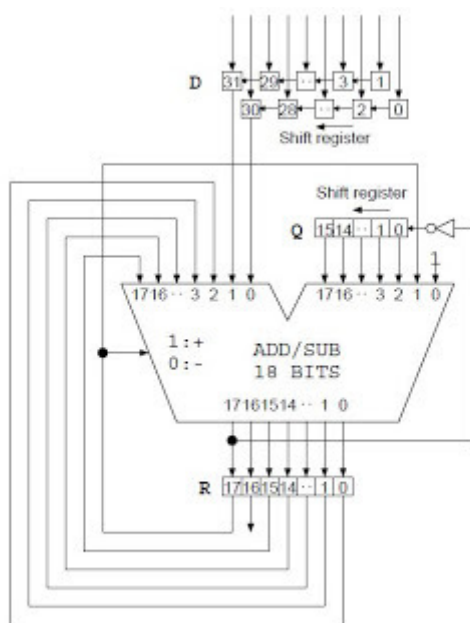 D 31 29 ·· 3 1
30 28 ·· 2 0
Shift register
Shift register
Q 15 14 ·· 1 0
1
17 16 ·· 3 2 1 0 17 16 ·· 3 2 1 0
1:+ ADD/SUB
0:- 18 BITS
17 16 15 14 ·· 1 0
R 17 16 15 14 ·· 1 0